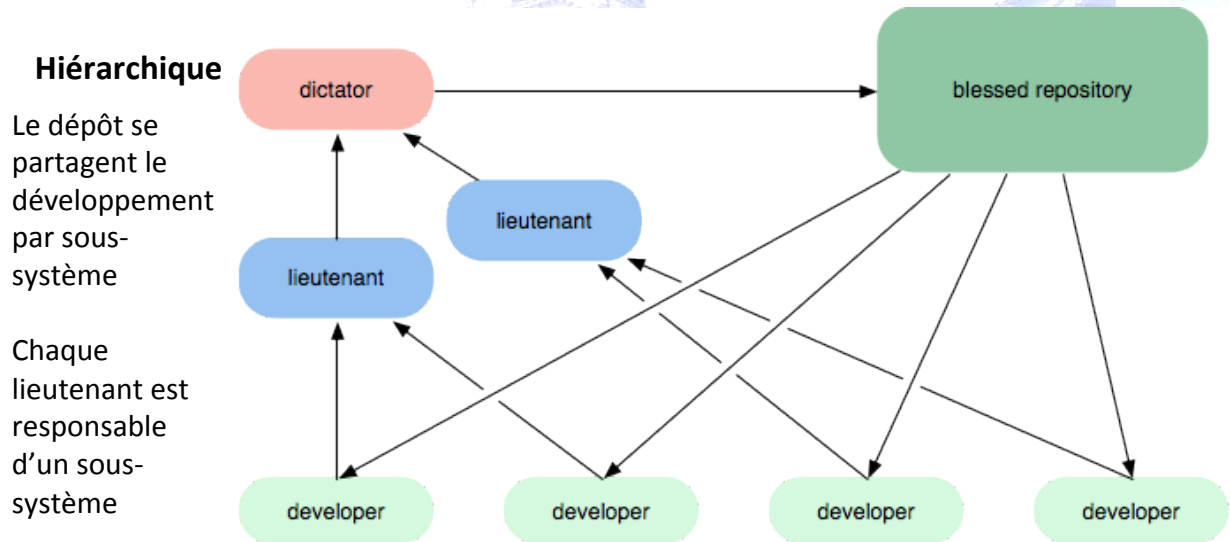 Hiérarchique
Le dépôt se
partagent le
développement
par sous-
système
Chaque
lieutenant est
responsable
d'un sous-
système
dictator
blessed repository
lieutenant
lieutenant
developer
developer
developer
developer